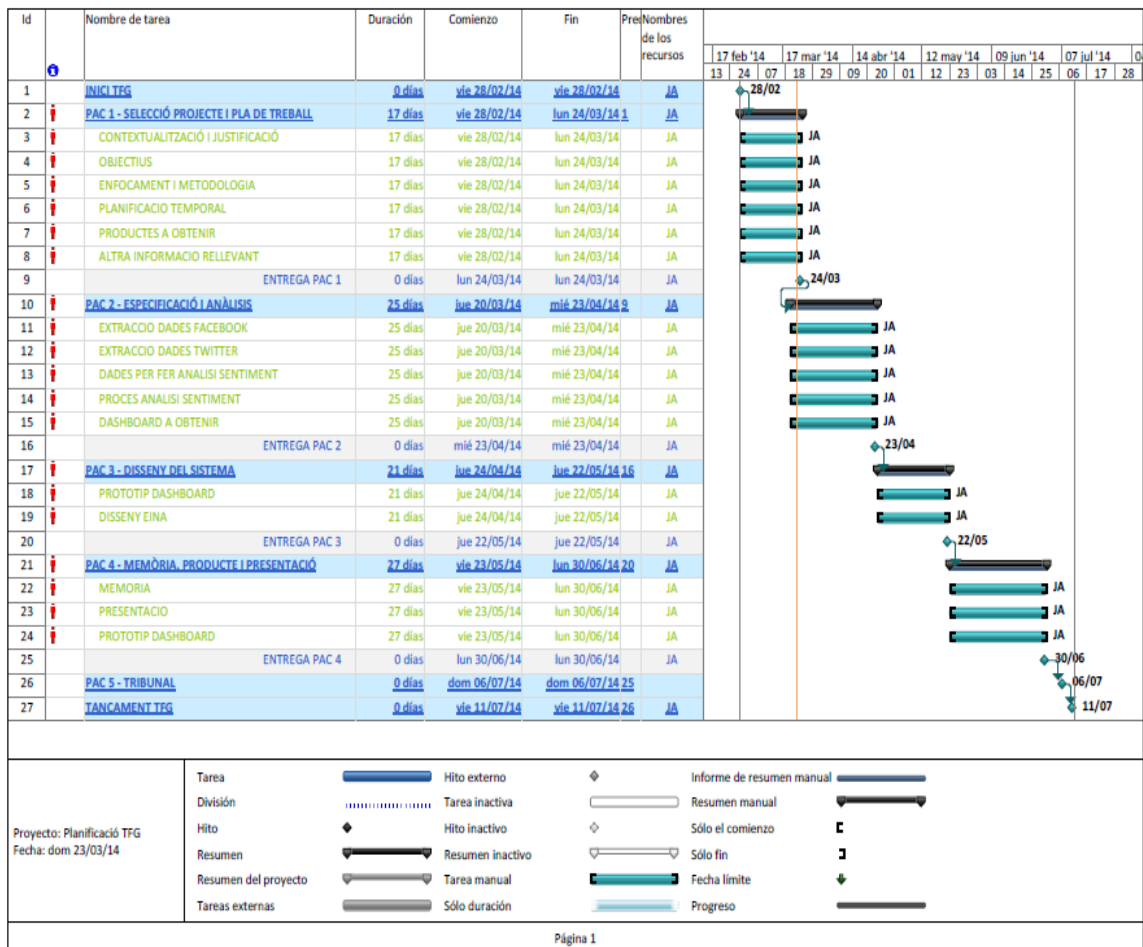 Id Nombre de tarea Duración Comienzo Fin Pre Nombres de los recursos
17 feb '14 17 mar '14 14 abr '14 12 may '14 09 jun '14 07 jul '14 04
13 24 07 18 29 09 20 01 12 23 03 14 25 06 17 28
1 INICI TFG 0 días vie 28/02/14 vie 28/02/14 JA 28/02
2 PAC 1 - SELECCIÓ PROJECTE I PLA DE TREBALL 17 días vie 28/02/14 lun 24/03/14 1 JA
3 CONTEXTUALITZACIÓ I JUSTIFICACIÓ 17 días vie 28/02/14 lun 24/03/14 JA JA
4 OBJECTIUS 17 días vie 28/02/14 lun 24/03/14 JA JA
5 ENFOCAMENT I METODOLOGIA 17 días vie 28/02/14 lun 24/03/14 JA JA
6 PLANIFICACIO TEMPORAL 17 días vie 28/02/14 lun 24/03/14 JA JA
7 PRODUCTES A OBTENIR 17 días vie 28/02/14 lun 24/03/14 JA JA
8 ALTRA INFORMACIO RELLEVANT 17 días vie 28/02/14 lun 24/03/14 JA JA
9 ENTREGA PAC 1 0 días lun 24/03/14 lun 24/03/14 JA 24/03
10 PAC 2 - ESPECIFICACIÓ I ANÀLISIS 25 días jue 20/03/14 mié 23/04/14 9 JA
11 EXTRACCIO DADES FACEBOOK 25 días jue 20/03/14 mié 23/04/14 JA JA
12 EXTRACCIO DADES TWITTER 25 días jue 20/03/14 mié 23/04/14 JA JA
13 DADES PER FER ANALISI SENTIMENT 25 días jue 20/03/14 mié 23/04/14 JA JA
14 PROCES ANALISI SENTIMENT 25 días jue 20/03/14 mié 23/04/14 JA JA
15 DASHBOARD A OBTENIR 25 días jue 20/03/14 mié 23/04/14 JA JA
16 ENTREGA PAC 2 0 días mié 23/04/14 mié 23/04/14 JA 23/04
17 PAC 3 - DISSENY DEL SISTEMA 21 días jue 24/04/14 jue 22/05/14 16 JA
18 PROTOTIP DASHBOARD 21 días jue 24/04/14 jue 22/05/14 JA JA
19 DISSENY EINA 21 días jue 24/04/14 jue 22/05/14 JA JA
20 ENTREGA PAC 3 0 días jue 22/05/14 jue 22/05/14 JA 22/05
21 PAC 4 - MEMÒRIA, PRODUCTE I PRESENTACIÓ 27 días vie 23/05/14 lun 30/06/14 20 JA
22 MEMORIA 27 días vie 23/05/14 lun 30/06/14 JA JA
23 PRESENTACIO 27 días vie 23/05/14 lun 30/06/14 JA JA
24 PROTOTIP DASHBOARD 27 días vie 23/05/14 lun 30/06/14 JA JA
25 ENTREGA PAC 4 0 días lun 30/06/14 lun 30/06/14 JA 30/06
26 PAC 5 - TRIBUNAL 0 días dom 06/07/14 dom 06/07/14 25 06/07
27 TANCAMENT TFG 0 días vie 11/07/14 vie 11/07/14 26 JA 11/07
Proyecto: Planificació TFG
Fecha: dom 23/03/14
Tarea Hito externo Informe de resumen manual
División Tarea inactiva Resumen manual
Hito Hito inactivo Sólo el comienzo
Resumen Resumen inactivo Sólo fin
Resumen del proyecto Tarea manual Fecha límite
Tareas externas Sólo duración Progreso
Página 1